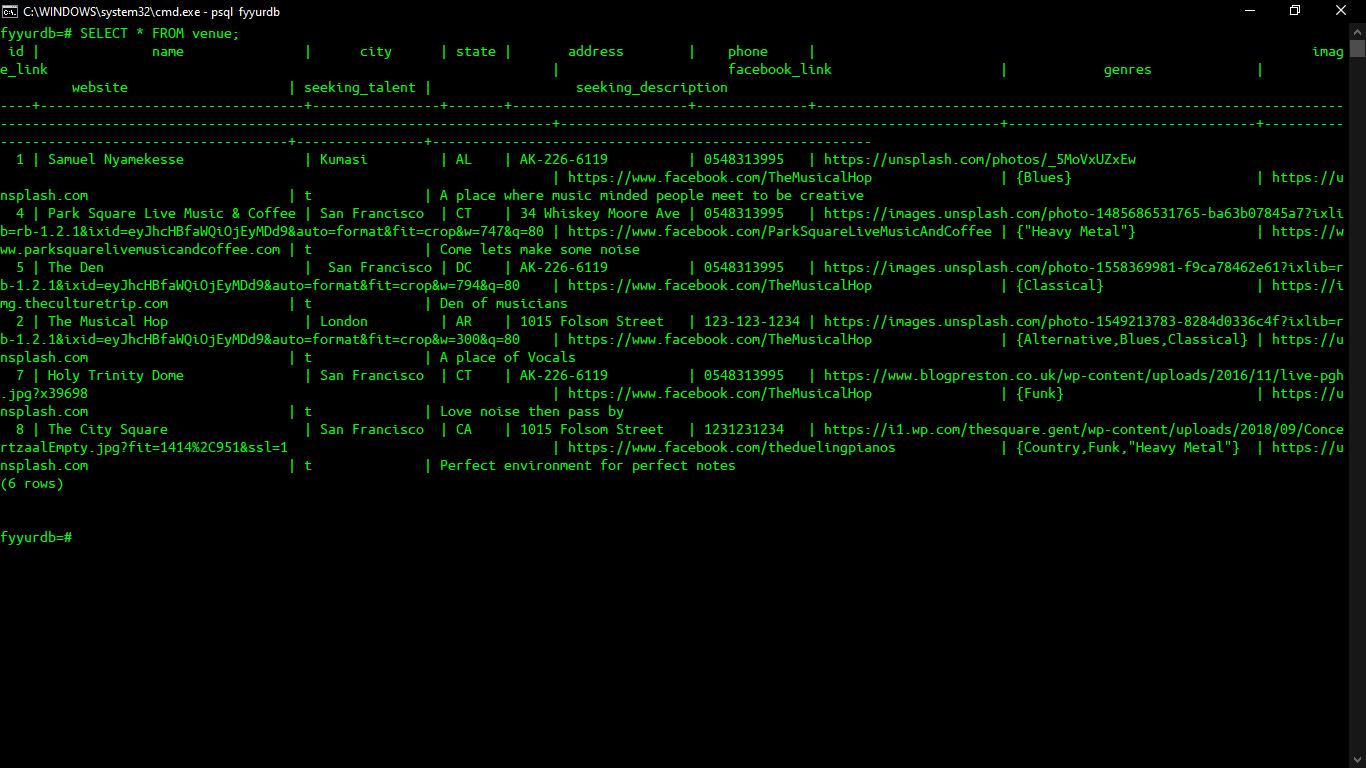 C:\WINDOWS\system32\cmd.exe - psql fyyurdb
fyyurdb=# SELECT * FROM venue;
 id |              name               |      city      | state |       address        |    phone     |                                                              imag
e_link                                                               |                     facebook_link                     |            genres             |
         website                    | seeking_talent |                  seeking_description
----+---------------------------------+----------------+-------+----------------------+--------------+------------------------------------------------------------------
---------------------------------------------------------------------+-------------------------------------------------------+-------------------------------+----------
------------------------------------+----------------+-------------------------------------------------------
  1 | Samuel Nyamekesse               | Kumasi         | AL    | AK-226-6119          | 0548313995   | https://unsplash.com/photos/_5MoVxUZxEw
                                                                     | https://www.facebook.com/TheMusicalHop                | {Blues}                       | https://u
nsplash.com                         | t              | A place where music minded people meet to be creative
  4 | Park Square Live Music & Coffee | San Francisco  | CT    | 34 Whiskey Moore Ave | 0548313995   | https://images.unsplash.com/photo-1485686531765-ba63b07845a7?ixli
b=rb-1.2.1&ixid=eyJhcHBfaWQiOjEyMDd9&auto=format&fit=crop&w=747&q=80 | https://www.facebook.com/ParkSquareLiveMusicAndCoffee | {"Heavy Metal"}               | https://w
ww.parksquarelivemusicandcoffee.com | t              | Come lets make some noise
  5 | The Den                         |  San Francisco | DC    | AK-226-6119          | 0548313995   | https://images.unsplash.com/photo-1558369981-f9ca78462e61?ixlib=r
b-1.2.1&ixid=eyJhcHBfaWQiOjEyMDd9&auto=format&fit=crop&w=794&q=80    | https://www.facebook.com/TheMusicalHop                | {Classical}                   | https://i
mg.theculturetrip.com               | t              | Den of musicians
  2 | The Musical Hop                 | London         | AR    | 1015 Folsom Street   | 123-123-1234 | https://images.unsplash.com/photo-1549213783-8284d0336c4f?ixlib=r
b-1.2.1&ixid=eyJhcHBfaWQiOjEyMDd9&auto=format&fit=crop&w=300&q=80    | https://www.facebook.com/TheMusicalHop                | {Alternative,Blues,Classical} | https://u
nsplash.com                         | t              | A place of Vocals
  7 | Holy Trinity Dome               | San Francisco  | CT    | AK-226-6119          | 0548313995   | https://www.blogpreston.co.uk/wp-content/uploads/2016/11/live-pgh
.jpg?x39698                                                          | https://www.facebook.com/TheMusicalHop                | {Funk}                        | https://u
nsplash.com                         | t              | Love noise then pass by
  8 | The City Square                 | San Francisco  | CA    | 1015 Folsom Street   | 1231231234   | https://i1.wp.com/thesquare.gent/wp-content/uploads/2018/09/Conce
rtzaalEmpty.jpg?fit=1414%2C951&ssl=1                                 | https://www.facebook.com/theduelingpianos             | {Country,Funk,"Heavy Metal"}  | https://u
nsplash.com                         | t              | Perfect environment for perfect notes
(6 rows)
fyyurdb=#